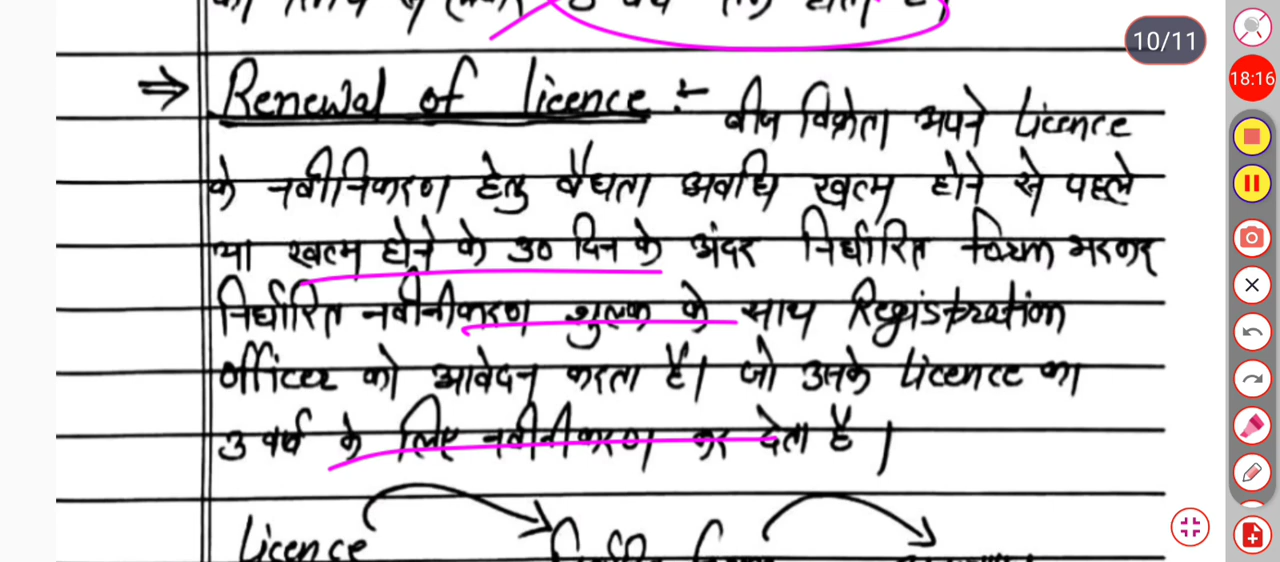 10/11
18:16
⇒ Renewal of licence :- बीज विक्रेता अपने Licence
के नवीनिकरण हेतु वैधता अवधि खत्म होने से पहले
या खत्म होने के 30 दिन के अंदर निर्धारित form भरकर
निर्धारित नवीनीकरण शुल्क के साथ Registration
officer को आवेदन करता है। जो उसके Licence का
3 वर्ष के लिए नवीनीकरण कर देता है।
Licence